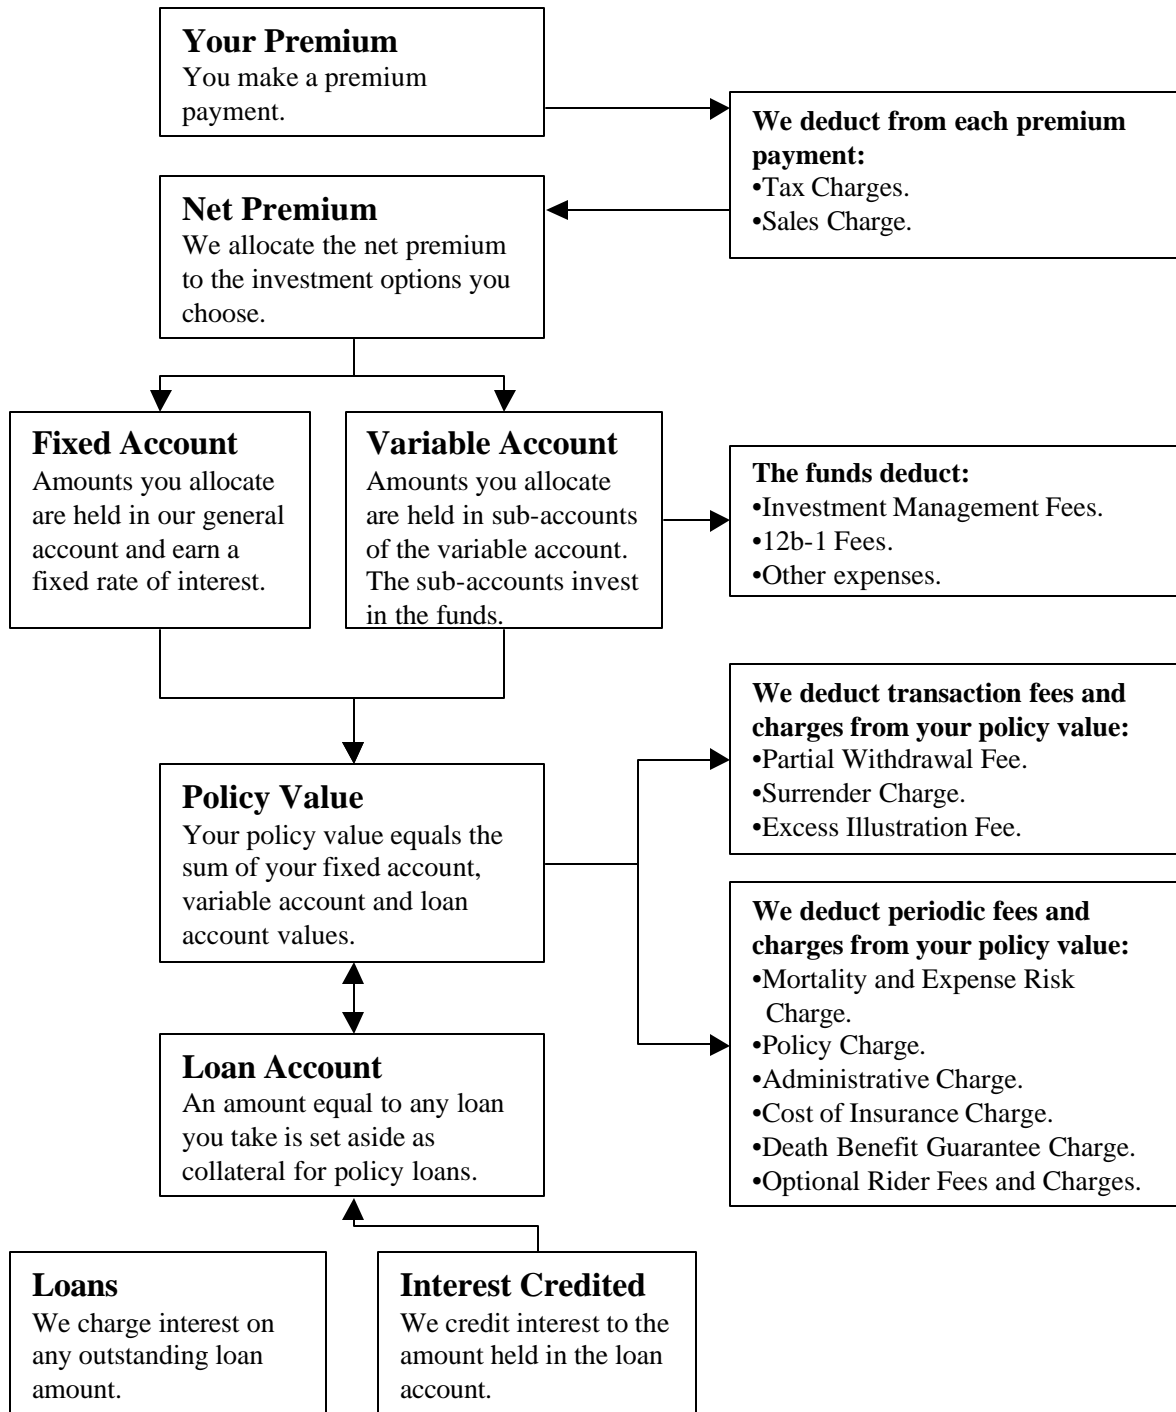 Your Premium
You make a premium
payment.
We deduct from each premium
payment:
•Tax Charges.
•Sales Charge.
Net Premium
We allocate the net premium
to the investment options you
choose.
Fixed Account
Amounts you allocate
are held in our general
account and earn a
fixed rate of interest.
Variable Account
Amounts you allocate
are held in sub-accounts
of the variable account.
The sub-accounts invest
in the funds.
The funds deduct:
•Investment Management Fees.
•12b-1 Fees.
•Other expenses.
We deduct transaction fees and
charges from your policy value:
•Partial Withdrawal Fee.
•Surrender Charge.
•Excess Illustration Fee.
Policy Value
Your policy value equals the
sum of your fixed account,
variable account and loan
account values.
We deduct periodic fees and
charges from your policy value:
•Mortality and Expense Risk
Charge.
•Policy Charge.
•Administrative Charge.
•Cost of Insurance Charge.
•Death Benefit Guarantee Charge.
•Optional Rider Fees and Charges.
Loan Account
An amount equal to any loan
you take is set aside as
collateral for policy loans.
Loans
We charge interest on
any outstanding loan
amount.
Interest Credited
We credit interest to the
amount held in the loan
account.